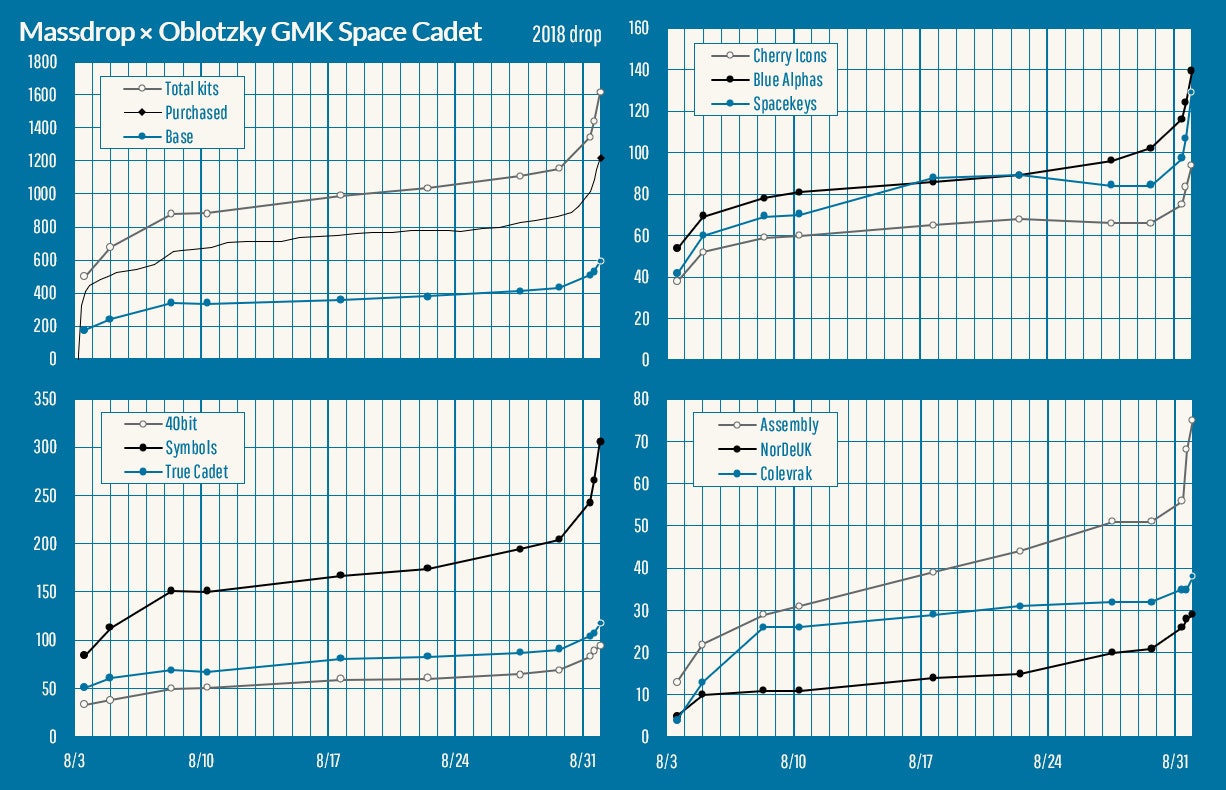 Massdrop × Oblotzky GMK Space Cadet
2018 drop
1800
1600
1400
1200
1000
800
600
400
200
0
Total kits
Purchased
Base
160
140
120
100
80
60
40
20
0
Cherry Icons
Blue Alphas
Spacekeys
350
300
250
200
150
100
50
0
40bit
Symbols
True Cadet
8/3 8/10 8/17 8/24 8/31
80
70
60
50
40
30
20
10
0
Assembly
NorDeUK
Colevrak
8/3 8/10 8/17 8/24 8/31